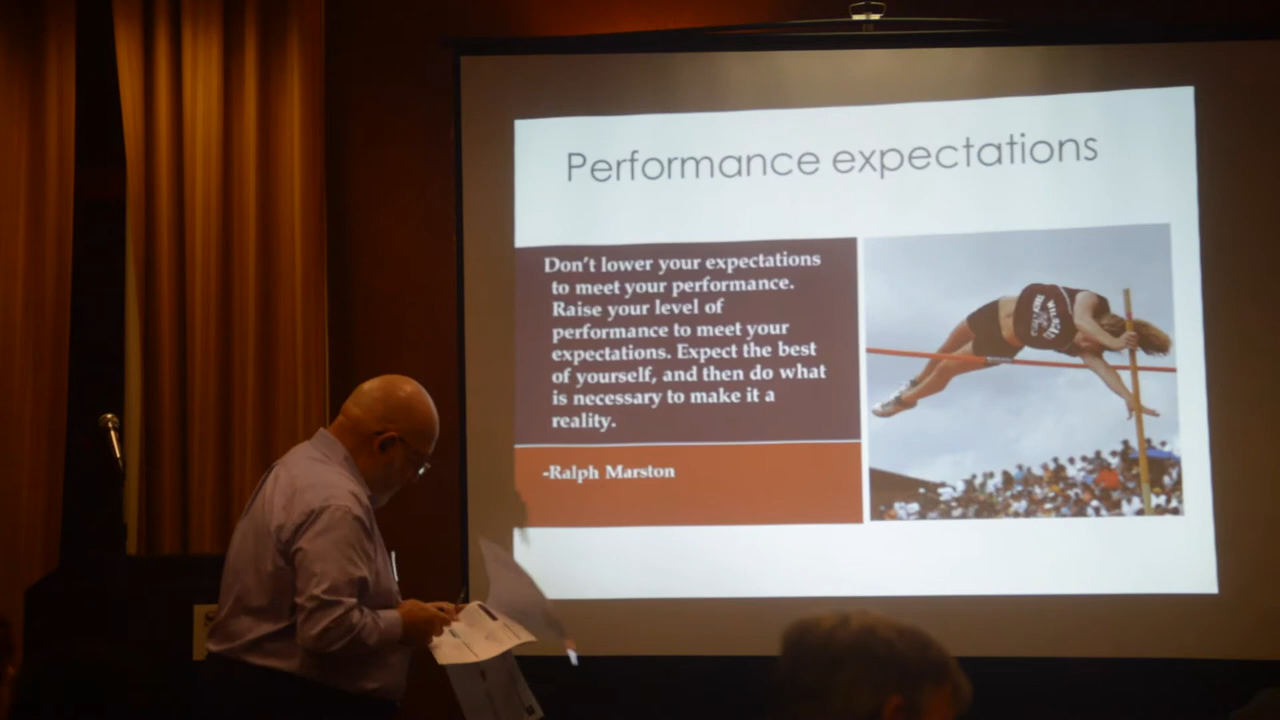 Performance expectations
Don't lower your expectations
to meet your performance.
Raise your level of
performance to meet your
expectations. Expect the best
of yourself, and then do what
is necessary to make it a
reality.
-Ralph Marston